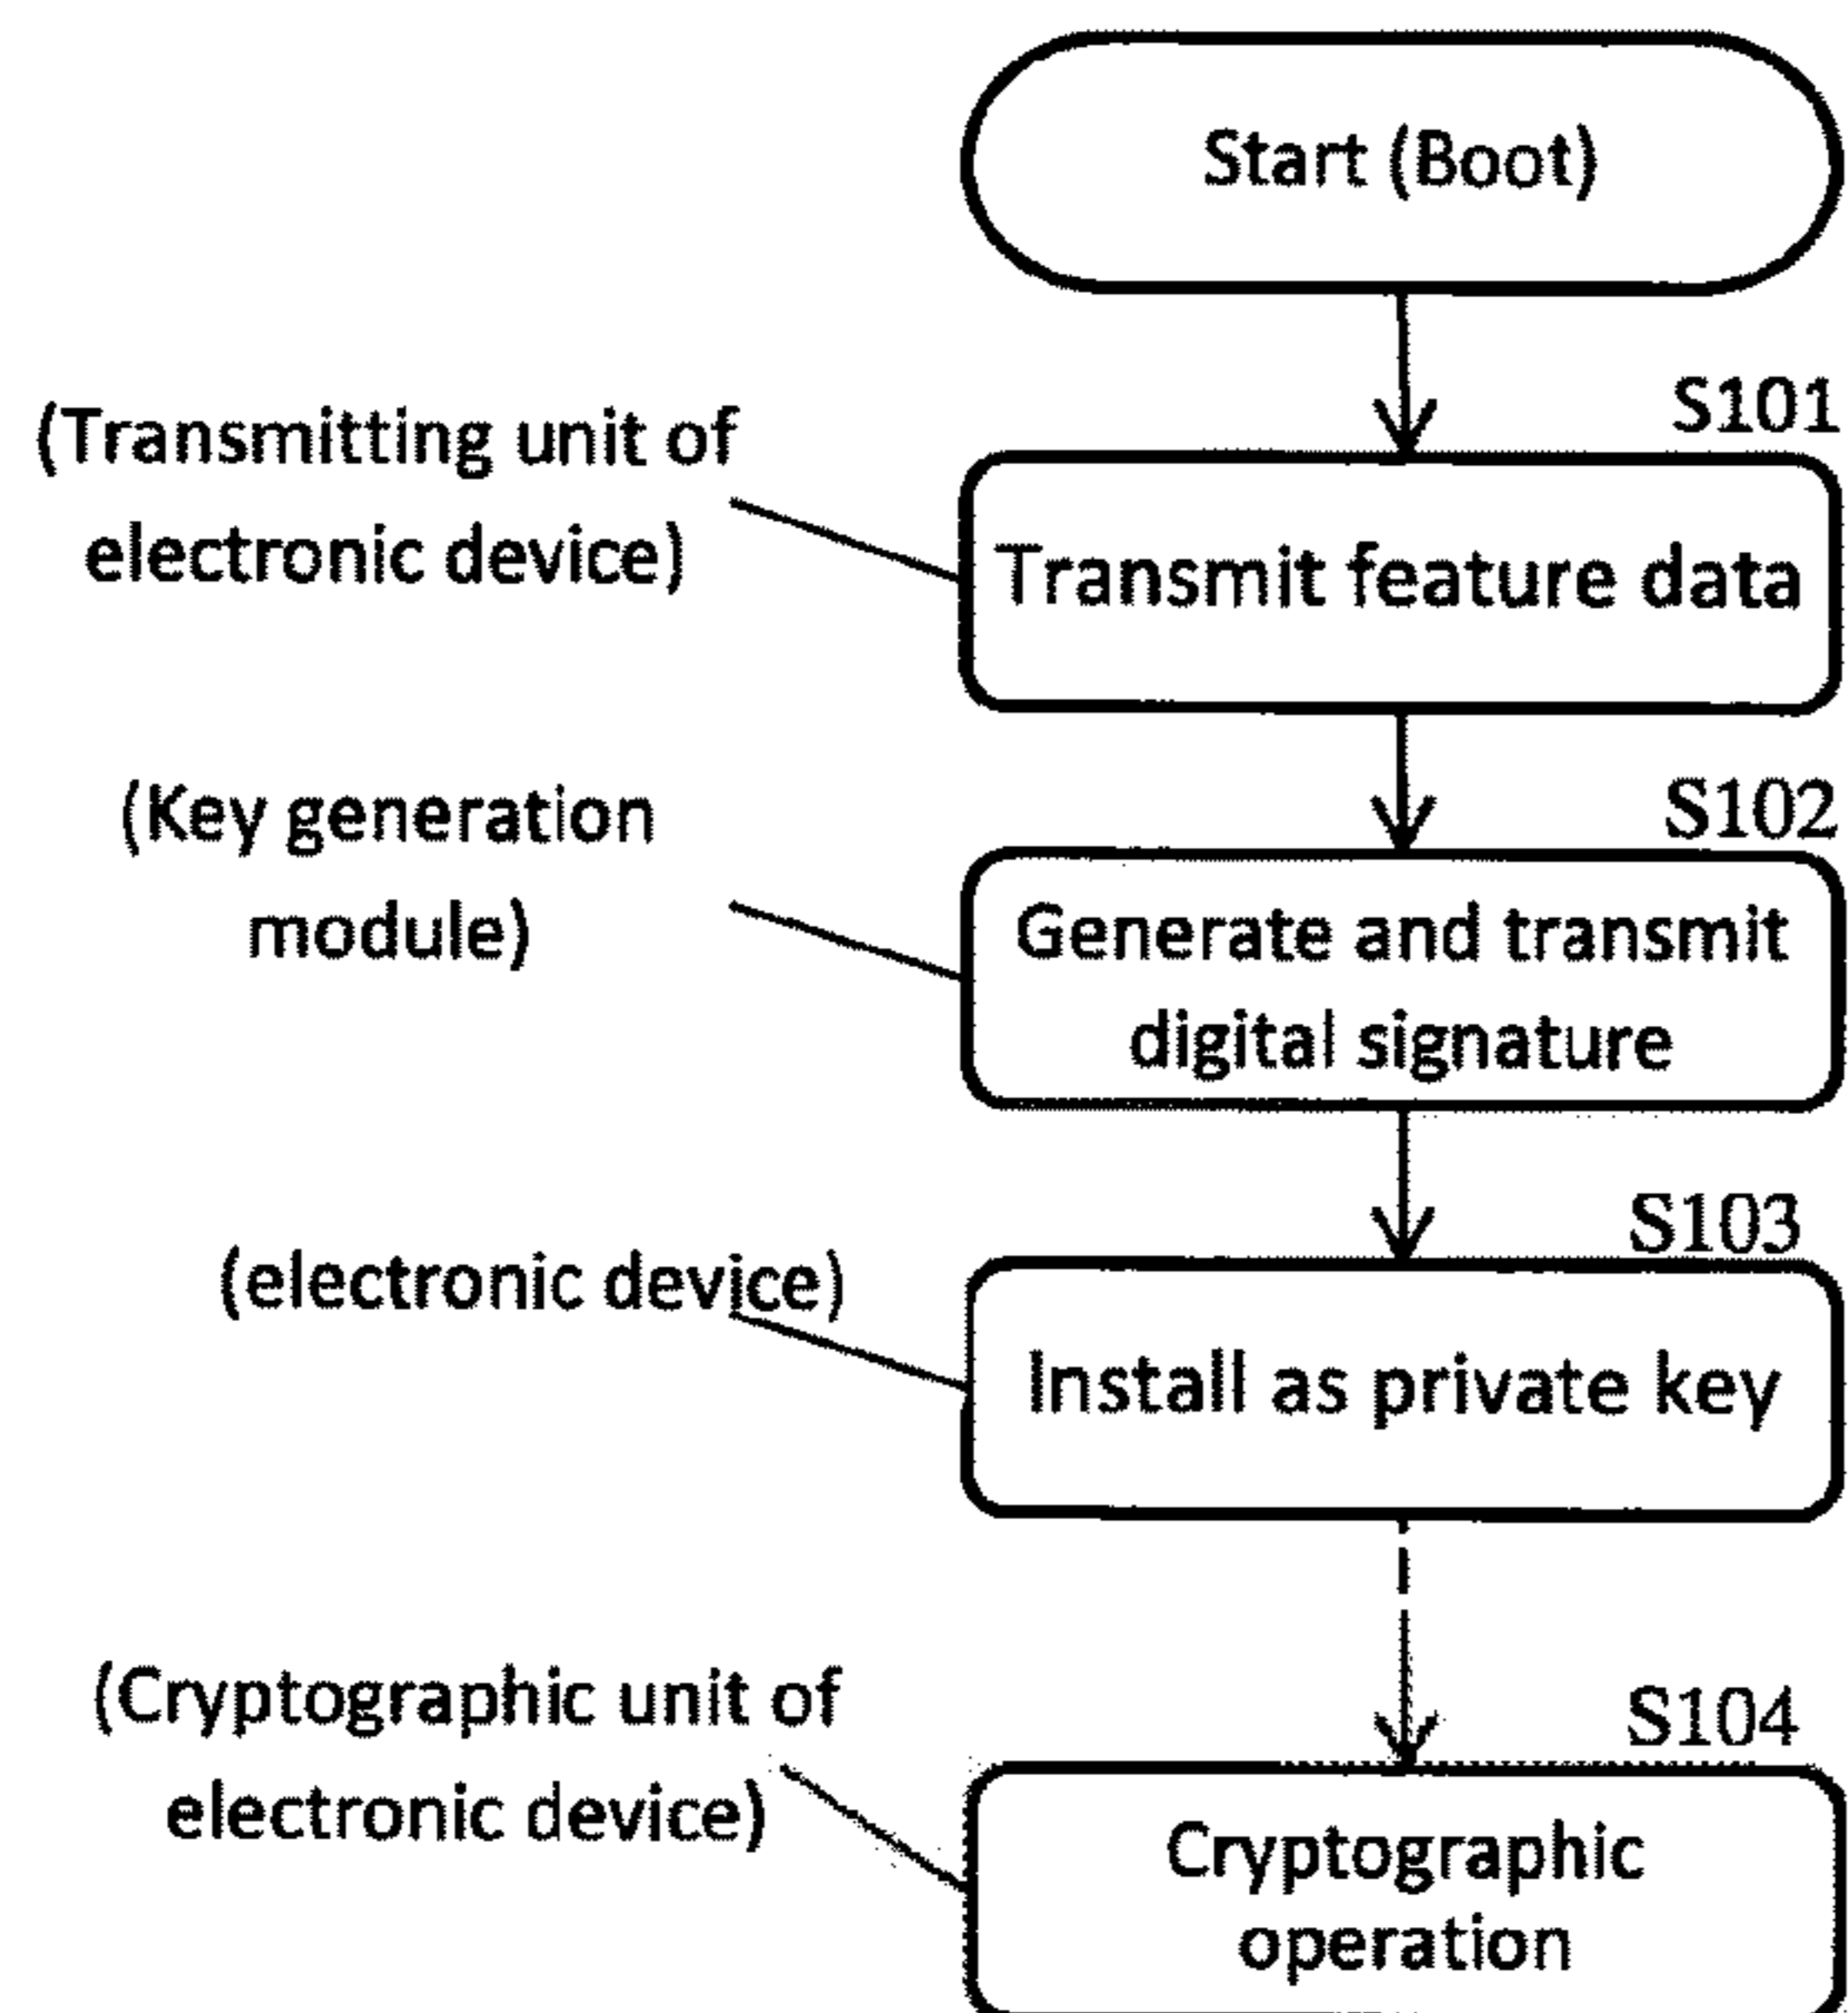 Start (Boot)
S101
(Transmitting unit of
electronic device)
Transmit feature data
S102
(Key generation
module)
Generate and transmit
digital signature
S103
(electronic device)
Install as private key
S104
(Cryptographic unit of
electronic device)
Cryptographic
operation